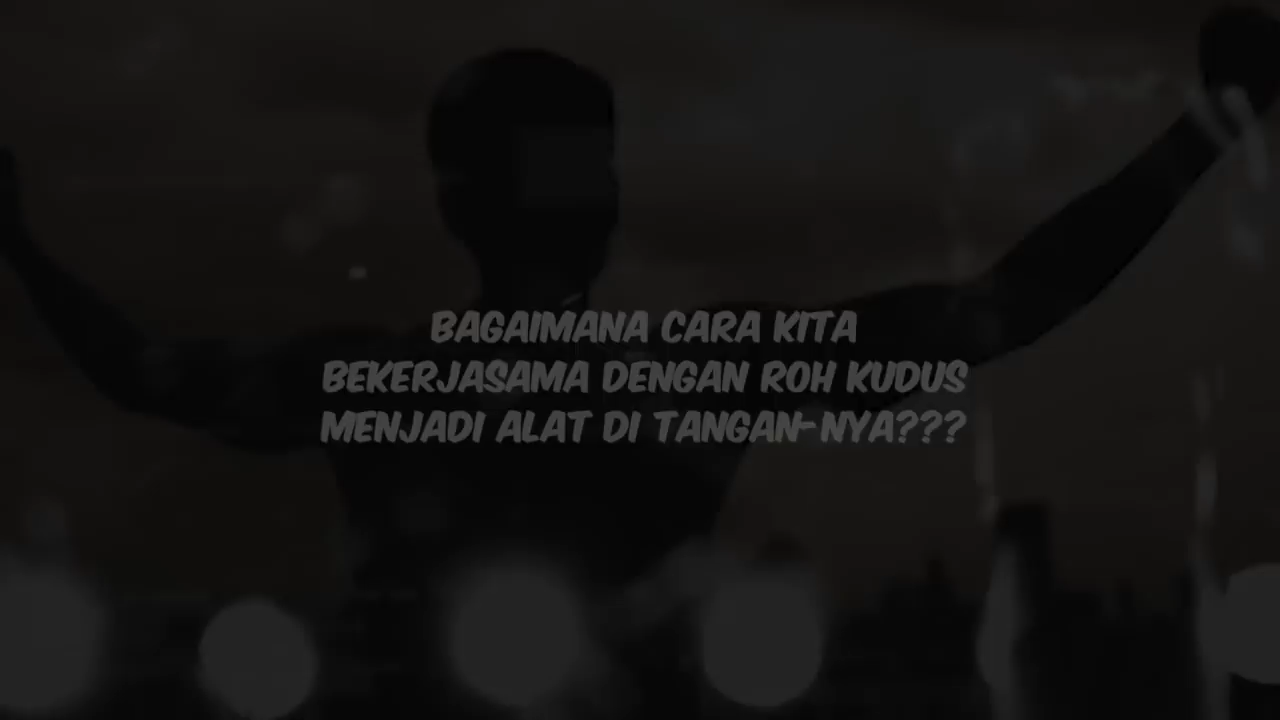 BAGAIMANA CARA KITA
BEKERJASAMA DENGAN ROH KUDUS
MENJADI ALAT DI TANGAN-NYA???